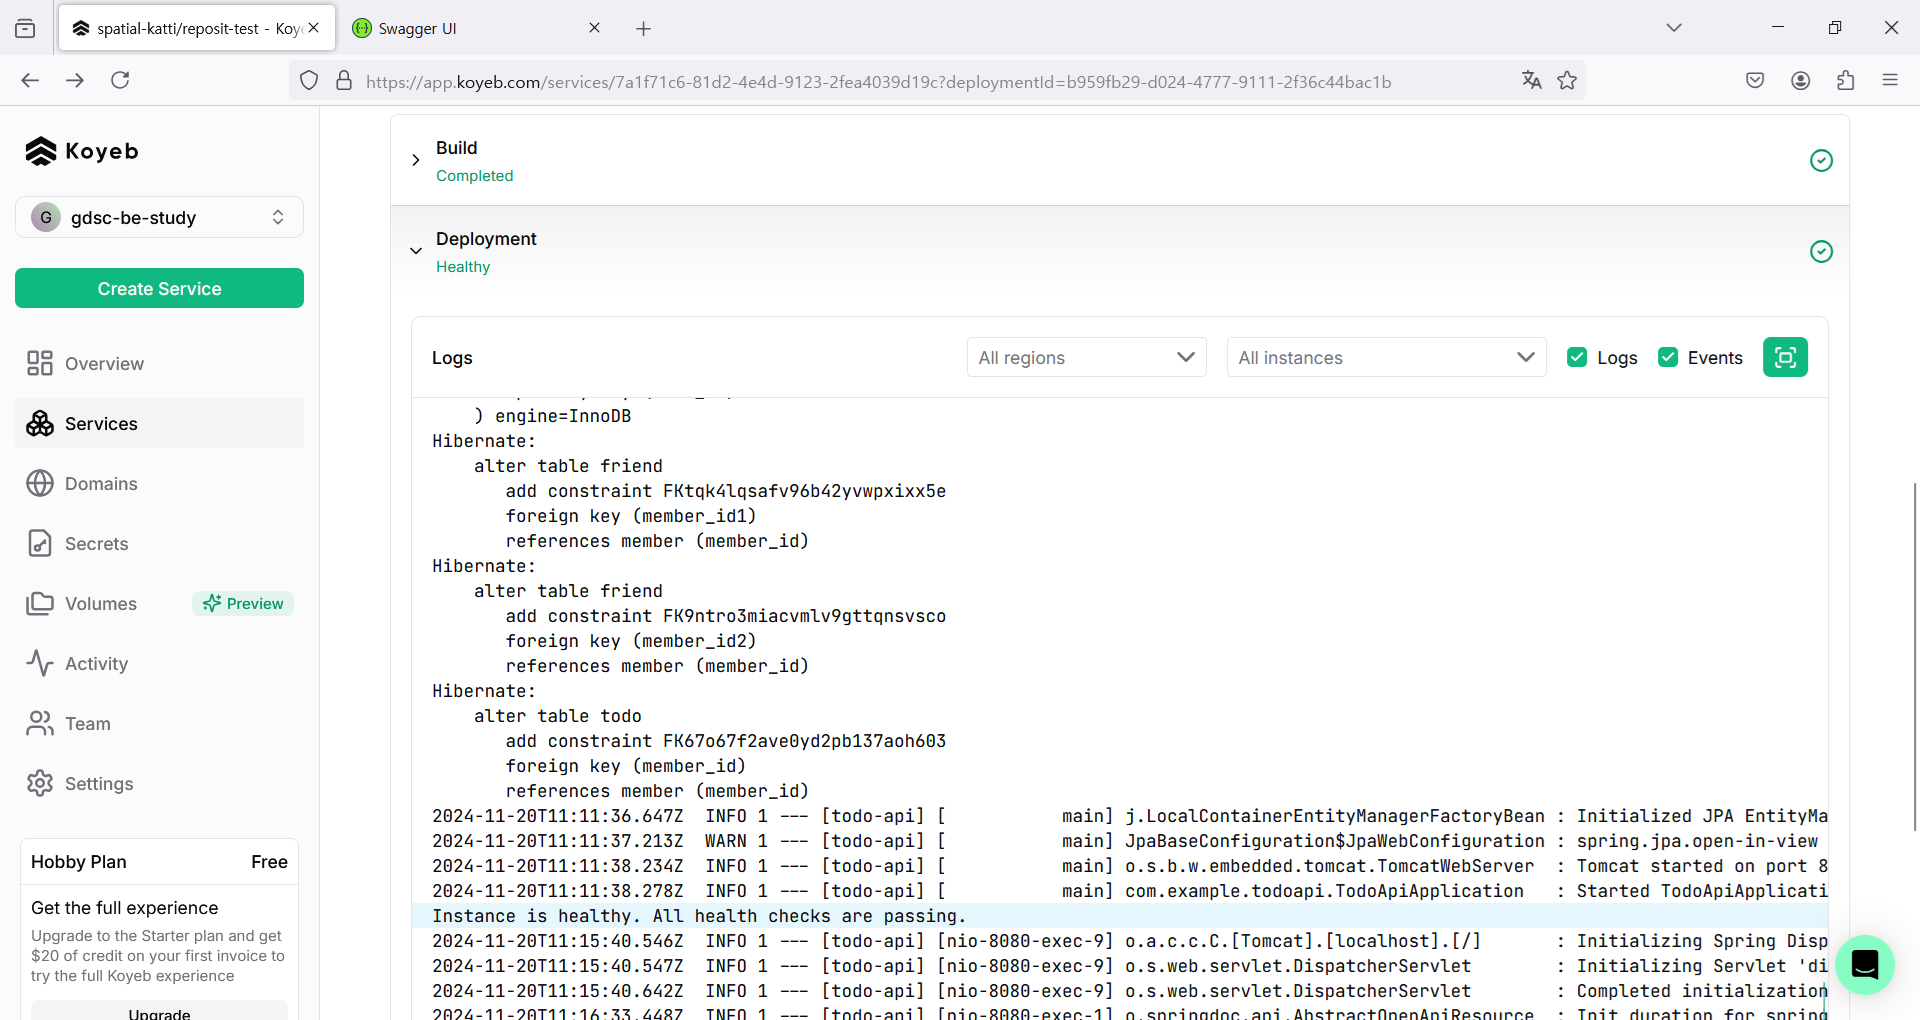 spatial-katti/reposit-test - Koye
Swagger UI
https://app.koyeb.com/services/7a1f71c6-81d2-4e4d-9123-2fea4039d19c?deploymentId=b959fb29-d024-4777-9111-2f36c44bac1b
Koyeb
G gdsc-be-study
Create Service
Overview
Services
Domains
Secrets
Volumes
Preview
Activity
Team
Settings
Hobby Plan Free
Get the full experience
Upgrade to the Starter plan and get
$20 of credit on your first invoice to
try the full Koyeb experience
Upgrade
Build
Completed
Deployment
Healthy
Logs
All regions
All instances
Logs
Events
) engine=InnoDB
Hibernate:
alter table friend
add constraint FKtqk4lqsafv96b42yvwpxixx5e
foreign key (member_id1)
references member (member_id)
Hibernate:
alter table friend
add constraint FK9ntro3miacvmlv9gttqnsvsco
foreign key (member_id2)
references member (member_id)
Hibernate:
alter table todo
add constraint FK67o67f2ave0yd2pb137aoh603
foreign key (member_id)
references member (member_id)
2024-11-20T11:11:36.647Z INFO 1 --- [todo-api] [ main] j.LocalContainerEntityManagerFactoryBean : Initialized JPA EntityMa
2024-11-20T11:11:37.213Z WARN 1 --- [todo-api] [ main] JpaBaseConfiguration$JpaWebConfiguration : spring.jpa.open-in-view
2024-11-20T11:11:38.234Z INFO 1 --- [todo-api] [ main] o.s.b.w.embedded.tomcat.TomcatWebServer : Tomcat started on port 8
2024-11-20T11:11:38.278Z INFO 1 --- [todo-api] [ main] com.example.todoapi.TodoApiApplication : Started TodoApiApplicati
Instance is healthy. All health checks are passing.
2024-11-20T11:15:40.546Z INFO 1 --- [todo-api] [nio-8080-exec-9] o.a.c.c.C.[Tomcat].[localhost].[/] : Initializing Spring Disp
2024-11-20T11:15:40.547Z INFO 1 --- [todo-api] [nio-8080-exec-9] o.s.web.servlet.DispatcherServlet : Initializing Servlet 'di
2024-11-20T11:15:40.642Z INFO 1 --- [todo-api] [nio-8080-exec-9] o.s.web.servlet.DispatcherServlet : Completed initialization
2024-11-20T11:16:33.448Z INFO 1 --- [todo-api] [nio-8080-exec-1] o.springdoc.api.AbstractOpenApiResource : Init duration for spring